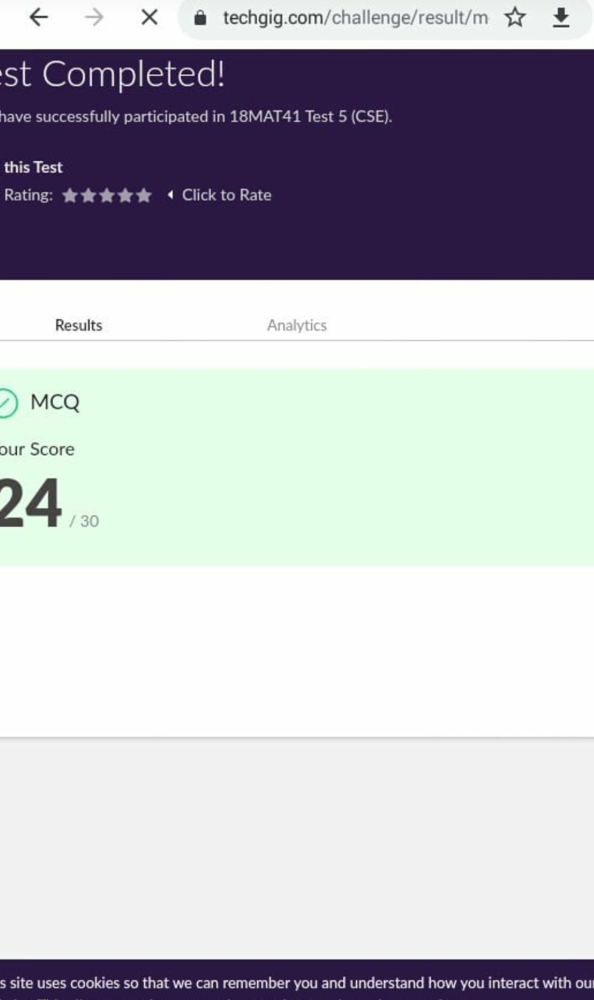 techgig.com/challenge/result/m
est Completed!
have successfully participated in 18MAT41 Test 5 (CSE).
this Test
Rating: Click to Rate
Results Analytics
MCQ
our Score
24 / 30
s site uses cookies so that we can remember you and understand how you interact with our